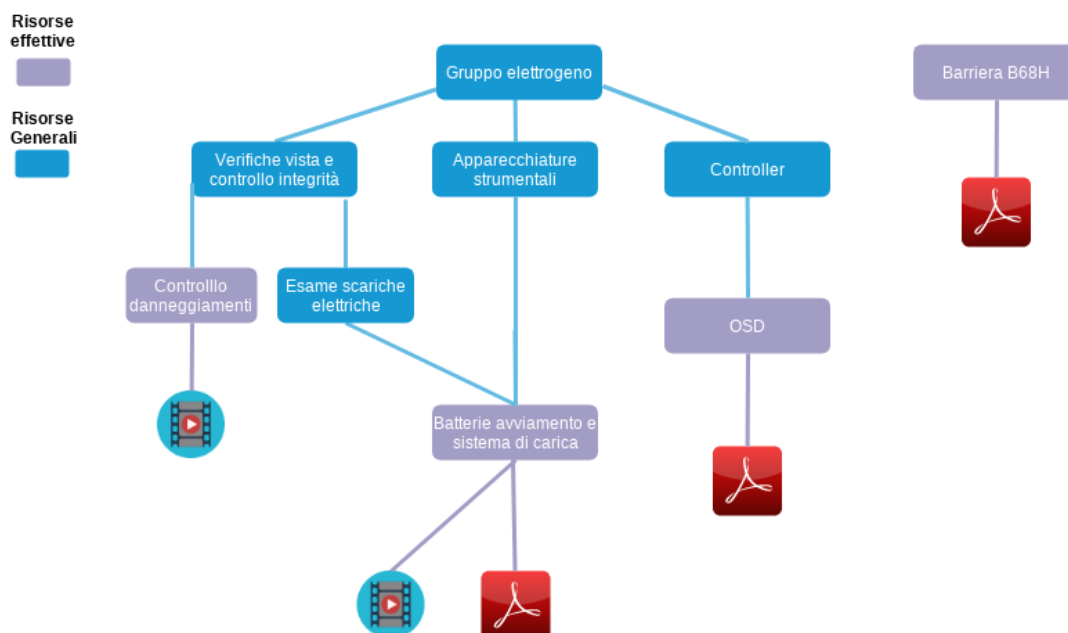 Risorse
effettive
Risorse
Generali
Gruppo elettrogeno
Barriera B68H
Verifiche vista e
controllo integrità
Apparecchiature
strumentali
Controller
Controlllo
danneggiamenti
Esame scariche
elettriche
OSD
Batterie avviamento e
sistema di carica